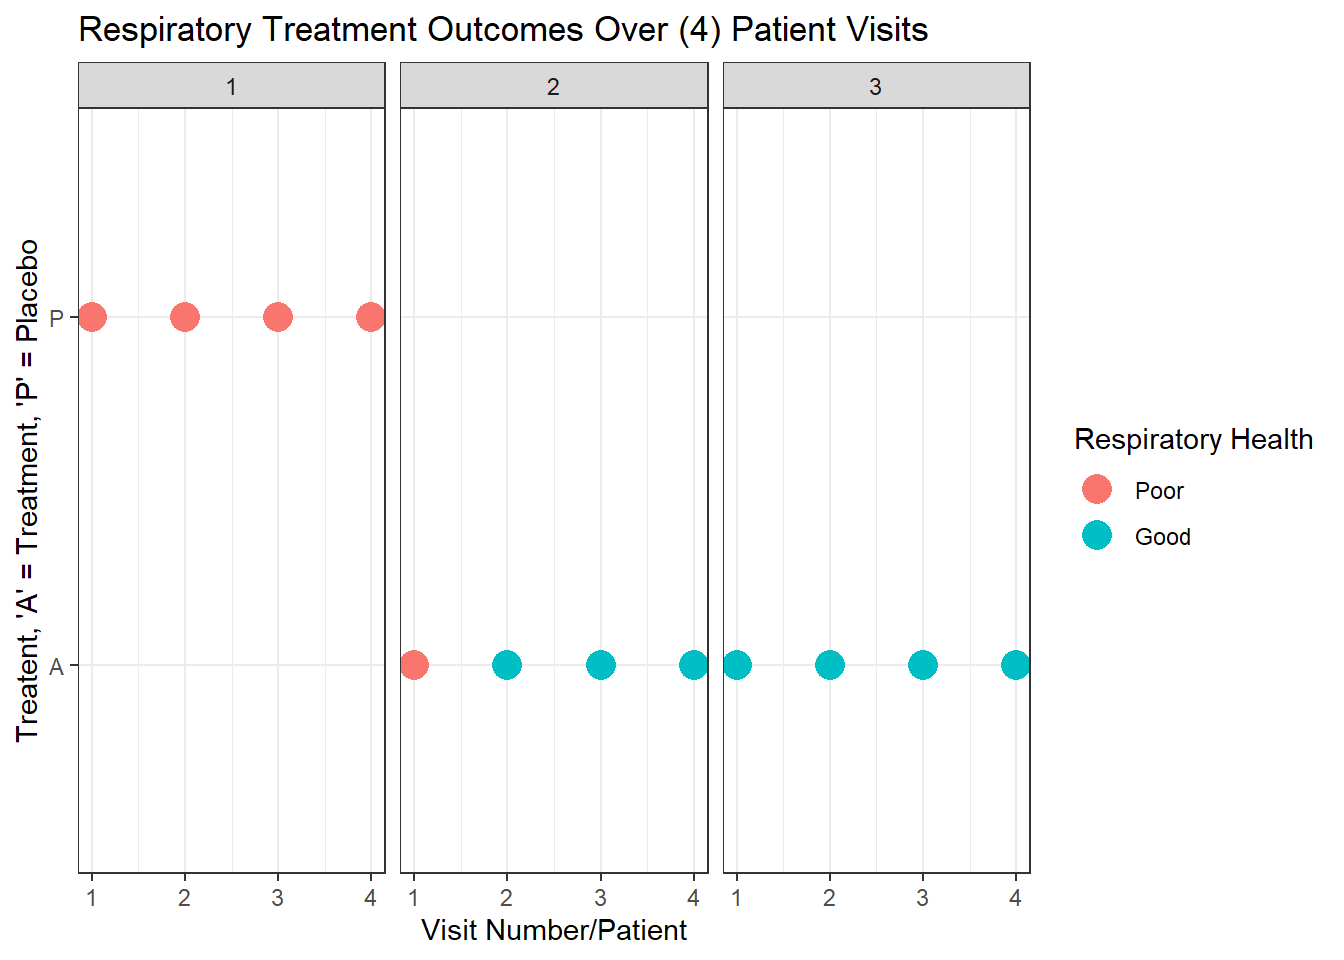 Respiratory Treatment Outcomes Over (4) Patient Visits
1 2 3
Treatent, 'A' = Treatment, 'P' = Placebo
P
A
1 2 3 4 1 2 3 4 1 2 3 4
Visit Number/Patient
Respiratory Health
Poor
Good